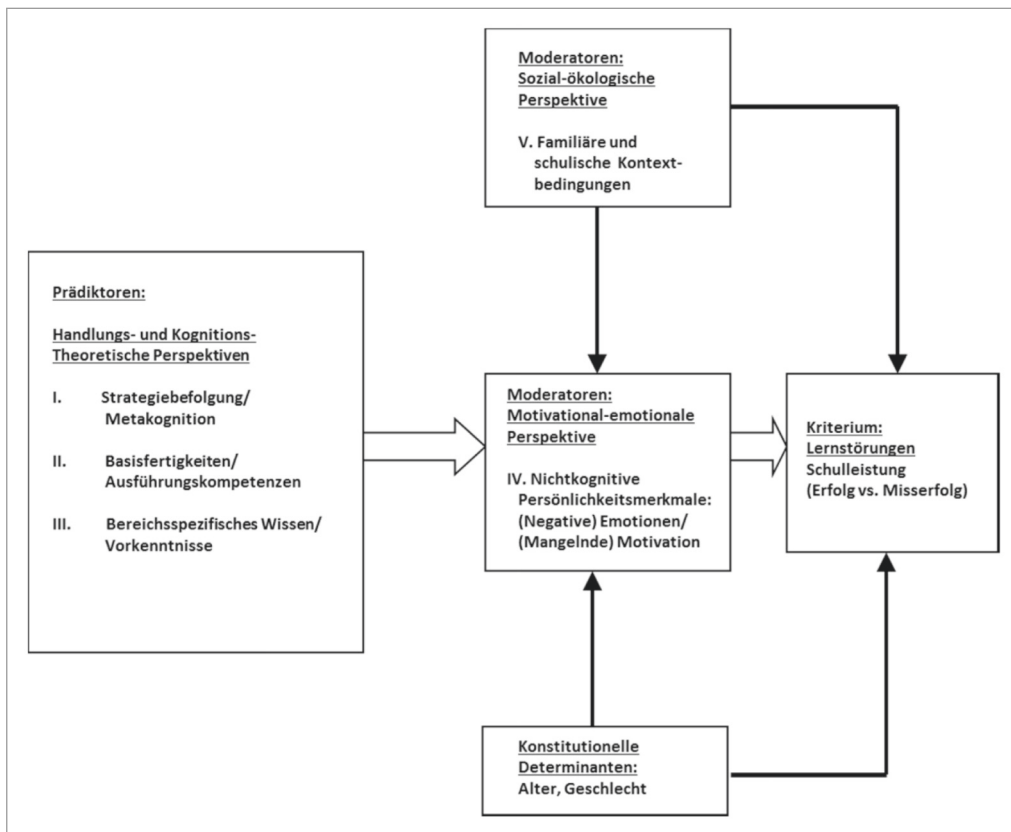 Moderatoren:
Sozial-ökologische
Perspektive
V. Familiäre und
schulische Kontext-
bedingungen
Prädiktoren:
Handlungs- und Kognitions-
Theoretische Perspektiven
I. Strategiebefolgung/
Metakognition
II. Basisfertigkeiten/
Ausführungskompetenzen
III. Bereichsspezifisches Wissen/
Vorkenntnisse
Moderatoren:
Motivational-emotionale
Perspektive
IV. Nichtkognitive
Persönlichkeitsmerkmale:
(Negative) Emotionen/
(Mangelnde) Motivation
Kriterium:
Lernstörungen
Schulleistung
(Erfolg vs. Misserfolg)
Konstitutionelle
Determinanten:
Alter, Geschlecht